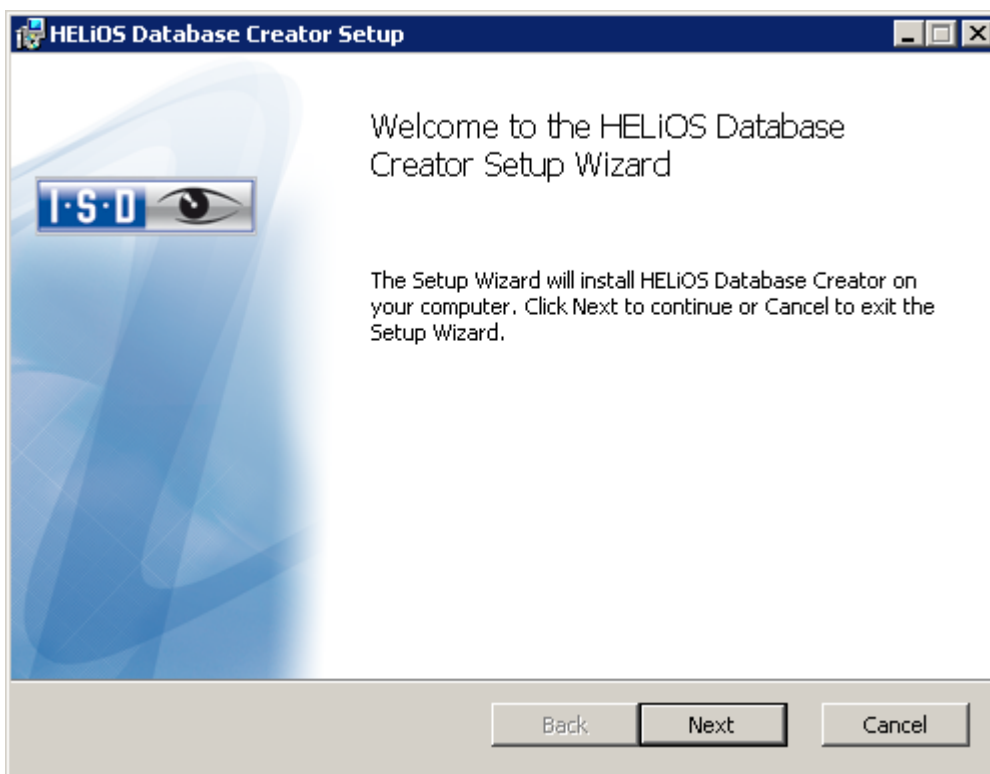 HELiOS Database Creator Setup
Welcome to the HELiOS Database
Creator Setup Wizard
I·S·D
The Setup Wizard will install HELiOS Database Creator on
your computer. Click Next to continue or Cancel to exit the
Setup Wizard.
Back
Next
Cancel